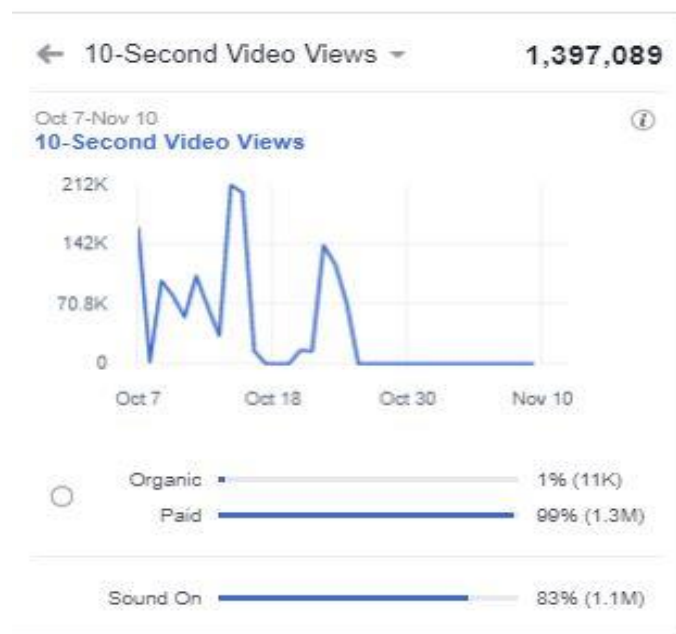 10-Second Video Views 1,397,089
Oct 7-Nov 10
10-Second Video Views
212K
142K
70.8K
0
Oct 7 Oct 18 Oct 30 Nov 10
Organic 1% (11K)
Paid 99% (1.3M)
Sound On 83% (1.1M)